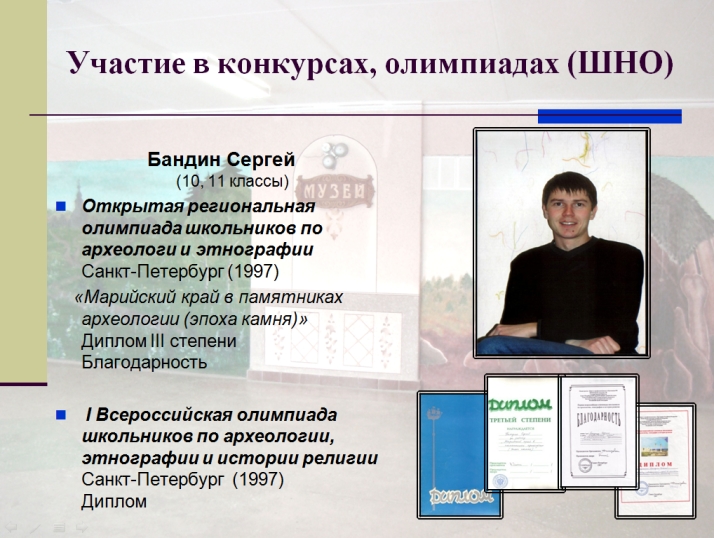 Участие в конкурсах, олимпиадах (ШНО)
Бандин Сергей
(10, 11 классы)
МУЗЕЙ
Открытая региональная
олимпиада школьников по
археологи и этнографии
Санкт-Петербург (1997)
«Марийский край в памятниках
археологии (эпоха камня)»
Диплом III степени
Благодарность
I Всероссийская олимпиада
школьников по археологии,
этнографии и истории религии
Санкт-Петербург (1997)
Диплом
ДИПЛОМ
ДИПЛОМ
ТРЕТЬЕЙ СТЕПЕНИ
БЛАГОДАРНОСТЬ
ДИПЛОМ